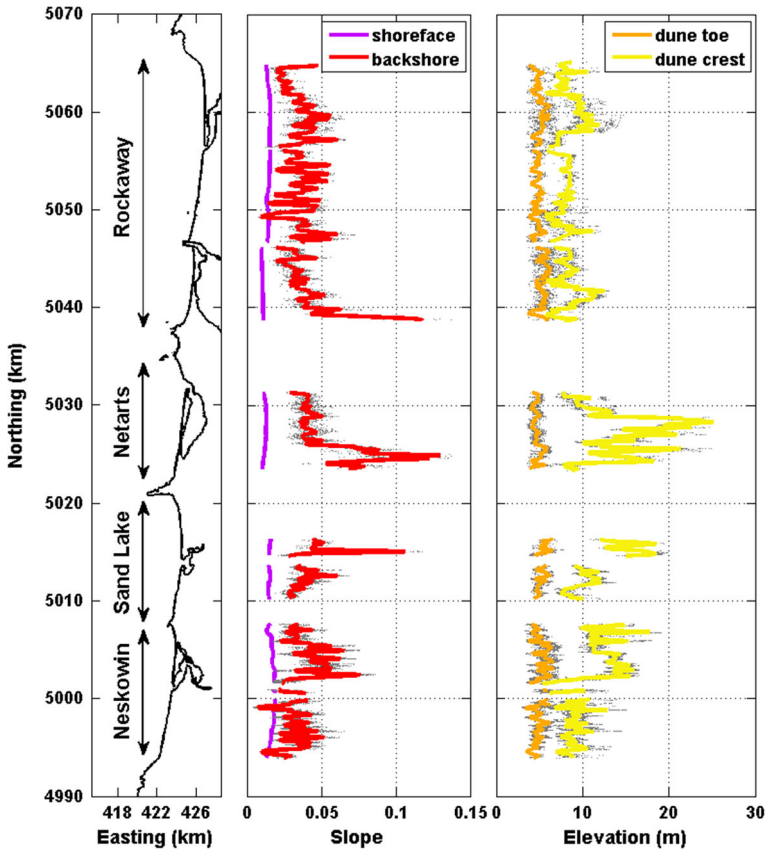 5070
5060
5050
5040
5030
5020
5010
5000
4990
Northing (km)
Rockaway
Netarts
Sand Lake
Neskowin
418 422 426
Easting (km)
shoreface
backshore
0 0.05 0.1 0.15
Slope
dune toe
dune crest
0 10 20 30
Elevation (m)